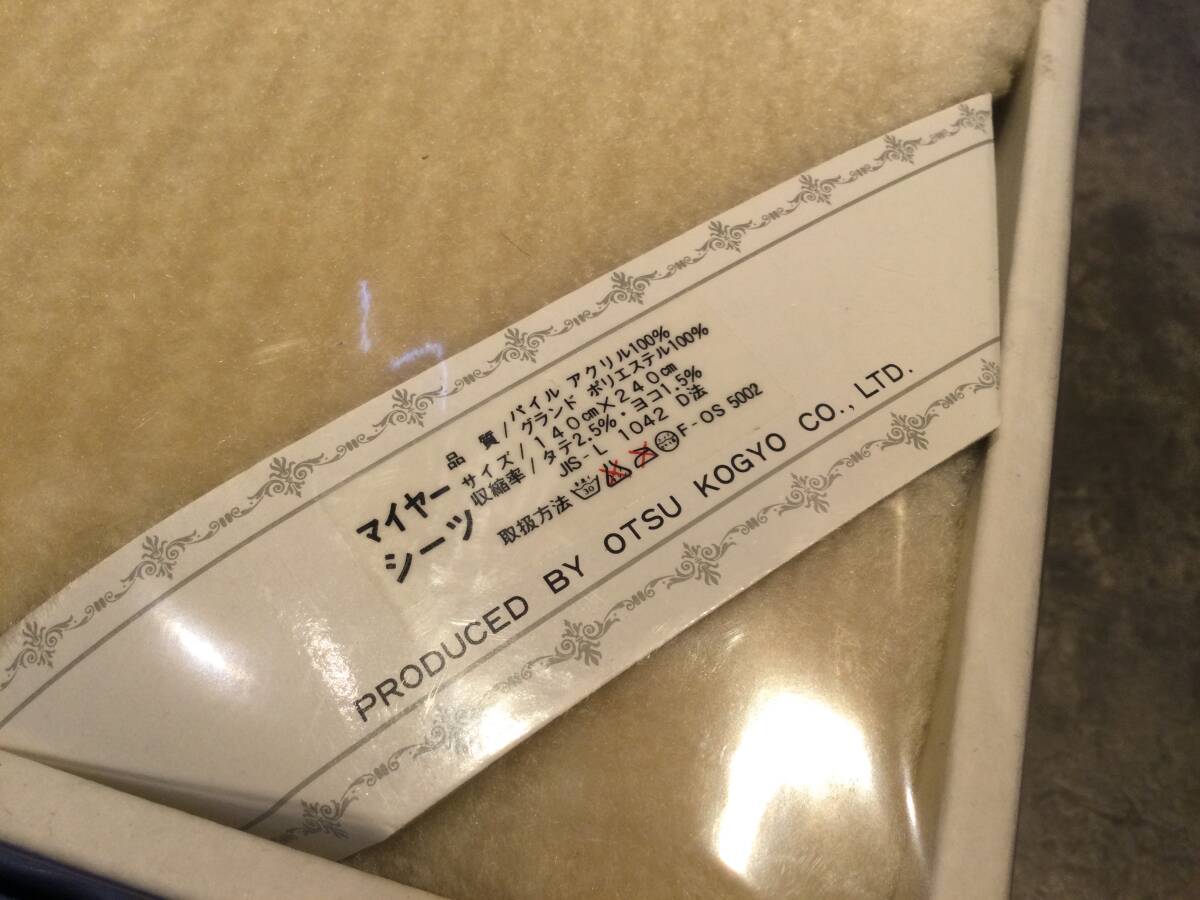 マイヤー
シーツ
品 質/パイル アクリル100%
グランド ポリエステル100%
サイズ/140㎝×240㎝
収縮率/タテ2.5%・ヨコ1.5%
JIS-L 1042 D法
取扱方法 30 F-OS 5002
PRODUCED BY OTSU KOGYO CO., LTD.